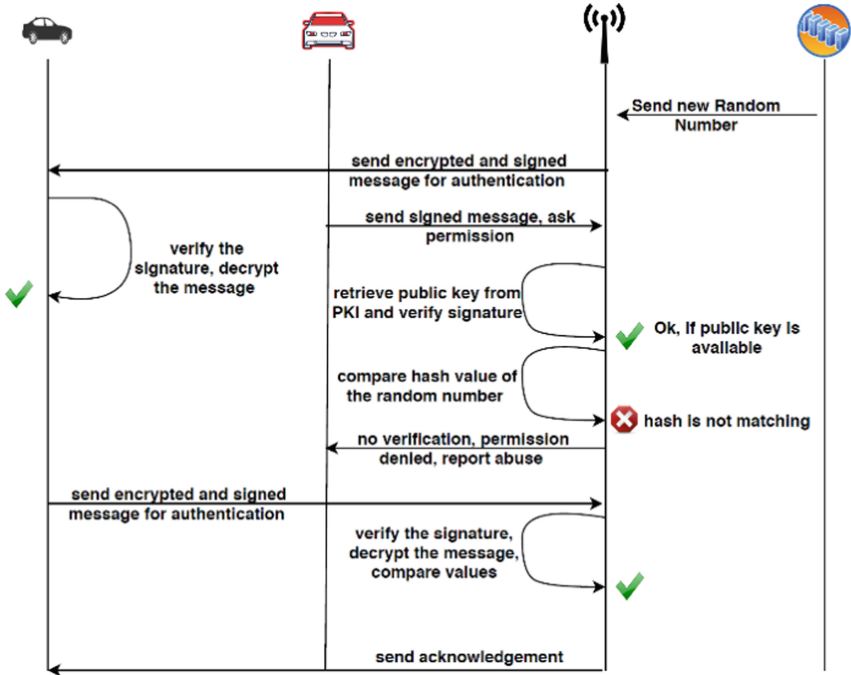 Send new Random
Number
send encrypted and signed
message for authentication
send signed message, ask
permission
verify the
signature, decrypt
the message
retrieve public key from
PKI and verify signature
Ok, if public key is
available
compare hash value of
the random number
hash is not matching
no verification, permission
denied, report abuse
send encrypted and signed
message for authentication
verify the signature,
decrypt the message,
compare values
send acknowledgement